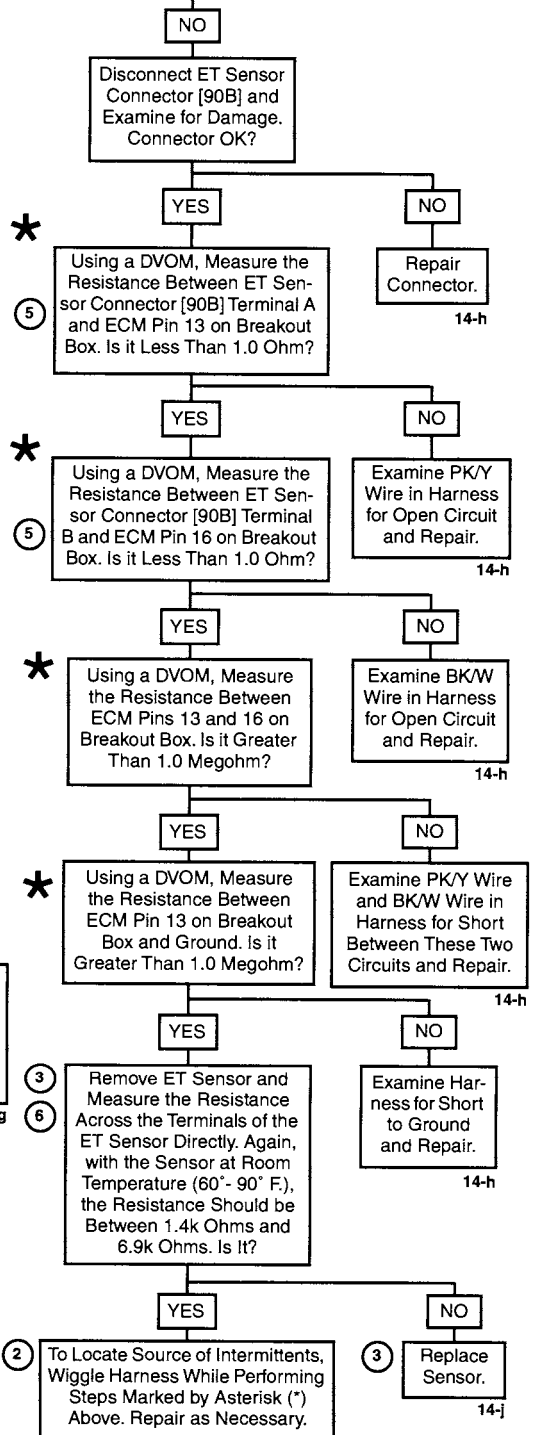 NO
Disconnect ET Sensor
Connector [90B] and
Examine for Damage.
Connector OK?
YES
NO
*
Using a DVOM, Measure the
Resistance Between ET Sen-
sor Connector [90B] Terminal A
and ECM Pin 13 on Breakout
Box. Is it Less Than 1.0 Ohm?
5
Repair
Connector.
14-h
YES
NO
*
Using a DVOM, Measure the
Resistance Between ET Sen-
sor Connector [90B] Terminal
B and ECM Pin 16 on Breakout
Box. Is it Less Than 1.0 Ohm?
5
Examine PK/Y
Wire in Harness
for Open Circuit
and Repair.
14-h
YES
NO
*
Using a DVOM, Measure
the Resistance Between
ECM Pins 13 and 16 on
Breakout Box. Is it Greater
Than 1.0 Megohm?
Examine BK/W
Wire in Harness
for Open Circuit
and Repair.
14-h
YES
NO
*
Using a DVOM, Measure
the Resistance Between
ECM Pin 13 on Breakout
Box and Ground. Is it
Greater Than 1.0 Megohm?
Examine PK/Y Wire
and BK/W Wire in
Harness for Short
Between These Two
Circuits and Repair.
14-h
YES
NO
g
3
6
Remove ET Sensor and
Measure the Resistance
Across the Terminals of the
ET Sensor Directly. Again,
with the Sensor at Room
Temperature (60˚- 90˚ F.),
the Resistance Should be
Between 1.4k Ohms and
6.9k Ohms. Is It?
Examine Har-
ness for Short
to Ground
and Repair.
14-h
YES
NO
2
To Locate Source of Intermittents,
Wiggle Harness While Performing
Steps Marked by Asterisk (*)
Above. Repair as Necessary.
3
Replace
Sensor.
14-j